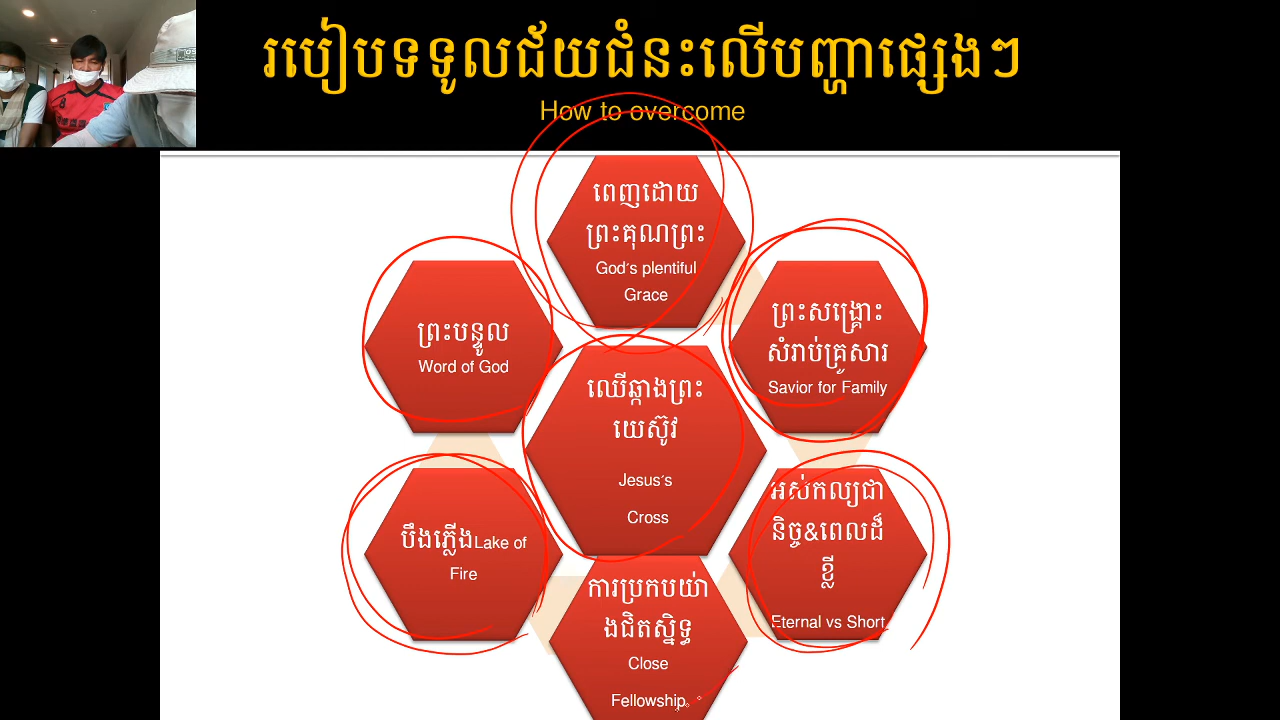 របៀបទទួលជ័យជំនះលើបញ្ហាផ្សេងៗ
How to overcome
ពេញដោយ
ព្រះគុណព្រះ
God's plentiful
Grace
ព្រះសង្គ្រោះ
សំរាប់គ្រួសារ
Savior for Family
អស់កល្បជា
និច្ច&ពេលដ៏
ខ្លី
Eternal vs Short
ការប្រកបយ៉ា
ងជិតស្និទ្ធ
Close
Fellowship
បឹងភ្លើងLake of
Fire
ព្រះបន្ទូល
Word of God
ឈើឆ្កាងព្រះ
យេស៊ូវ
Jesus's
Cross